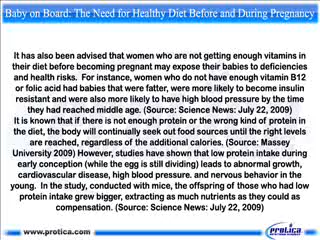 Baby on Board: The Need for Healthy Diet Before and During Pregnancy
It has also been advised that women who are not getting enough vitamins in
their diet before becoming pregnant may expose their babies to deficiencies
and health risks.  For instance, women who do not have enough vitamin B12
or folic acid had babies that were fatter, were more likely to become insulin
resistant and were also more likely to have high blood pressure by the time
they had reached middle age. (Source: Science News: July 22, 2009)
It is known that if there is not enough protein or the wrong kind of protein in
the diet, the body will continually seek out food sources until the right levels
are reached, regardless of the additional calories. (Source: Massey
University 2009) However, studies have shown that low protein intake during
early conception (while the egg is still dividing) leads to abnormal growth,
cardiovascular disease, high blood pressure. and nervous behavior in the
young.  In the study, conducted with mice, the offspring of those who had low
protein intake grew bigger, extracting as much nutrients as they could as
compensation. (Source: Science News: July 22, 2009)
www.protica.com
protica